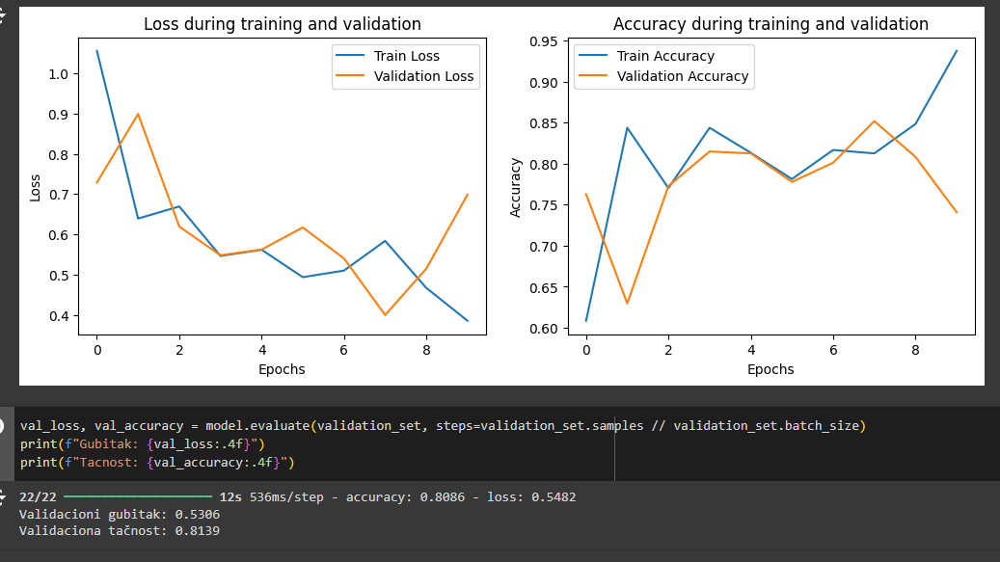 Loss during training and validation
Train Loss
Validation Loss
1.0
0.9
0.8
0.7
0.6
0.5
0.4
Loss
0 2 4 6 8
Epochs
Accuracy during training and validation
Train Accuracy
Validation Accuracy
0.95
0.90
0.85
0.80
0.75
0.70
0.65
0.60
Accuracy
0 2 4 6 8
Epochs
val_loss, val_accuracy = model.evaluate(validation_set, steps=validation_set.samples // validation_set.batch_size)
print(f"Gubitak: {val_loss:.4f}")
print(f"Tacnost: {val_accuracy:.4f}")
22/22 ━━━━━━━━━━━━━━━━━━━━ 12s 536ms/step - accuracy: 0.8086 - loss: 0.5482
Validacioni gubitak: 0.5306
Validaciona tačnost: 0.8139